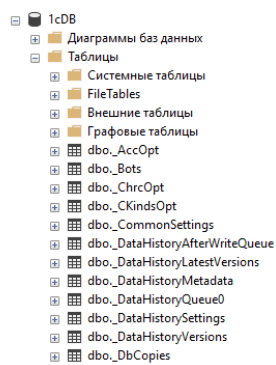 1cDB
Диаграммы баз данных
Таблицы
Системные таблицы
FileTables
Внешние таблицы
Графовые таблицы
dbo._AccOpt
dbo._Bots
dbo._ChrcOpt
dbo._CKindsOpt
dbo._CommonSettings
dbo._DataHistoryAfterWriteQueue
dbo._DataHistoryLatestVersions
dbo._DataHistoryMetadata
dbo._DataHistoryQueue0
dbo._DataHistorySettings
dbo._DataHistoryVersions
dbo._DbCopies